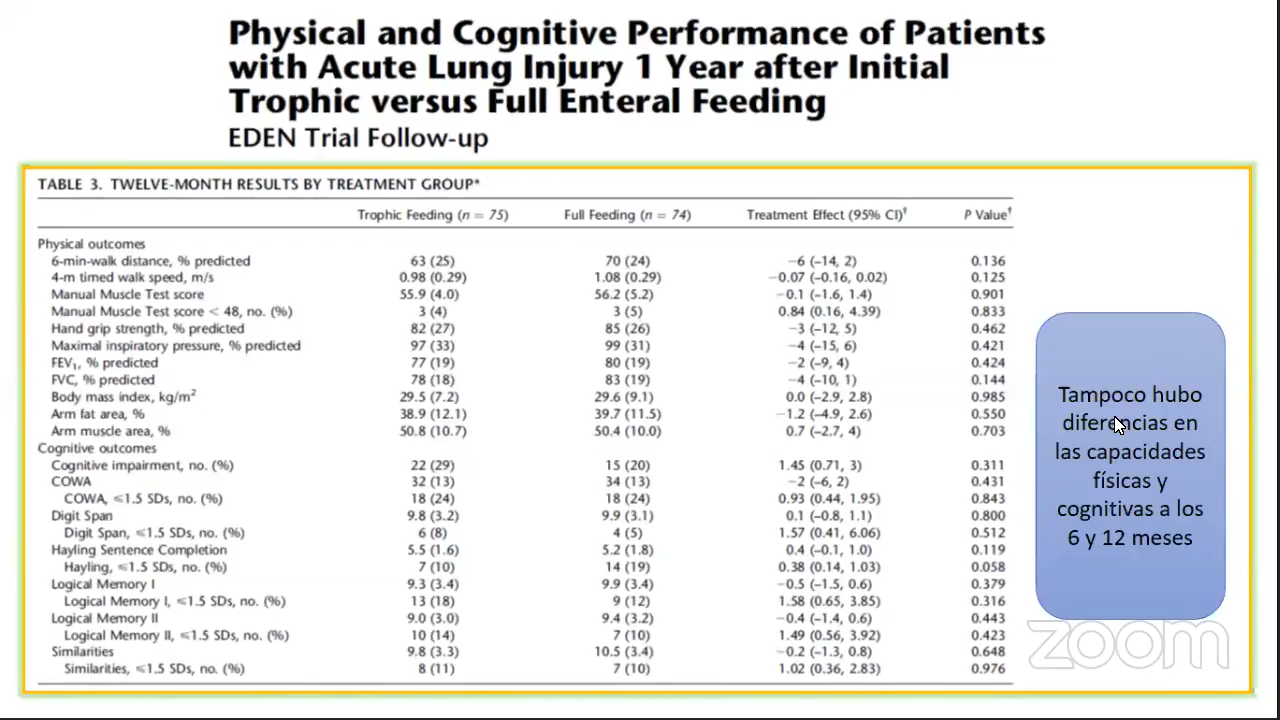 Physical and Cognitive Performance of Patients
with Acute Lung Injury 1 Year after Initial
Trophic versus Full Enteral Feeding
EDEN Trial Follow-up
TABLE 3. TWELVE-MONTH RESULTS BY TREATMENT GROUP*
Trophic Feeding (n = 75) Full Feeding (n = 74) Treatment Effect (95% CI)† P Value†
Physical outcomes
6-min-walk distance, % predicted 63 (25) 70 (24) −6 (−14, 2) 0.136
4-m timed walk speed, m/s 0.98 (0.29) 1.08 (0.29) −0.07 (−0.16, 0.02) 0.125
Manual Muscle Test score 55.9 (4.0) 56.2 (5.2) −0.1 (−1.6, 1.4) 0.901
Manual Muscle Test score < 48, no. (%) 3 (4) 3 (5) 0.84 (0.16, 4.39) 0.833
Hand grip strength, % predicted 82 (27) 85 (26) −3 (−12, 5) 0.462
Maximal inspiratory pressure, % predicted 97 (33) 99 (31) −4 (−15, 6) 0.421
FEV₁, % predicted 77 (19) 80 (19) −2 (−9, 4) 0.424
FVC, % predicted 78 (18) 83 (19) −4 (−10, 1) 0.144
Body mass index, kg/m² 29.5 (7.2) 29.6 (9.1) 0.0 (−2.9, 2.8) 0.985
Arm fat area, % 38.9 (12.1) 39.7 (11.5) −1.2 (−4.9, 2.6) 0.550
Arm muscle area, % 50.8 (10.7) 50.4 (10.0) 0.7 (−2.7, 4) 0.703
Cognitive outcomes
Cognitive impairment, no. (%) 22 (29) 15 (20) 1.45 (0.71, 3) 0.311
COWA 32 (13) 34 (13) −2 (−6, 2) 0.431
COWA, ≤1.5 SDs, no. (%) 18 (24) 18 (24) 0.93 (0.44, 1.95) 0.843
Digit Span 9.8 (3.2) 9.9 (3.1) 0.1 (−0.8, 1.1) 0.800
Digit Span, ≤1.5 SDs, no. (%) 6 (8) 4 (5) 1.57 (0.41, 6.06) 0.512
Hayling Sentence Completion 5.5 (1.6) 5.2 (1.8) 0.4 (−0.1, 1.0) 0.119
Hayling, ≤1.5 SDs, no. (%) 7 (10) 14 (19) 0.38 (0.14, 1.03) 0.058
Logical Memory I 9.3 (3.4) 9.9 (3.4) −0.5 (−1.5, 0.6) 0.379
Logical Memory I, ≤1.5 SDs, no. (%) 13 (18) 9 (12) 1.58 (0.65, 3.85) 0.316
Logical Memory II 9.0 (3.0) 9.4 (3.2) −0.4 (−1.4, 0.6) 0.443
Logical Memory II, ≤1.5 SDs, no. (%) 10 (14) 7 (10) 1.49 (0.56, 3.92) 0.423
Similarities 9.8 (3.3) 10.5 (3.4) −0.2 (−1.3, 0.8) 0.648
Similarities, ≤1.5 SDs, no. (%) 8 (11) 7 (10) 1.02 (0.36, 2.83) 0.976
Tampoco hubo
diferencias en
las capacidades
físicas y
cognitivas a los
6 y 12 meses
zoom